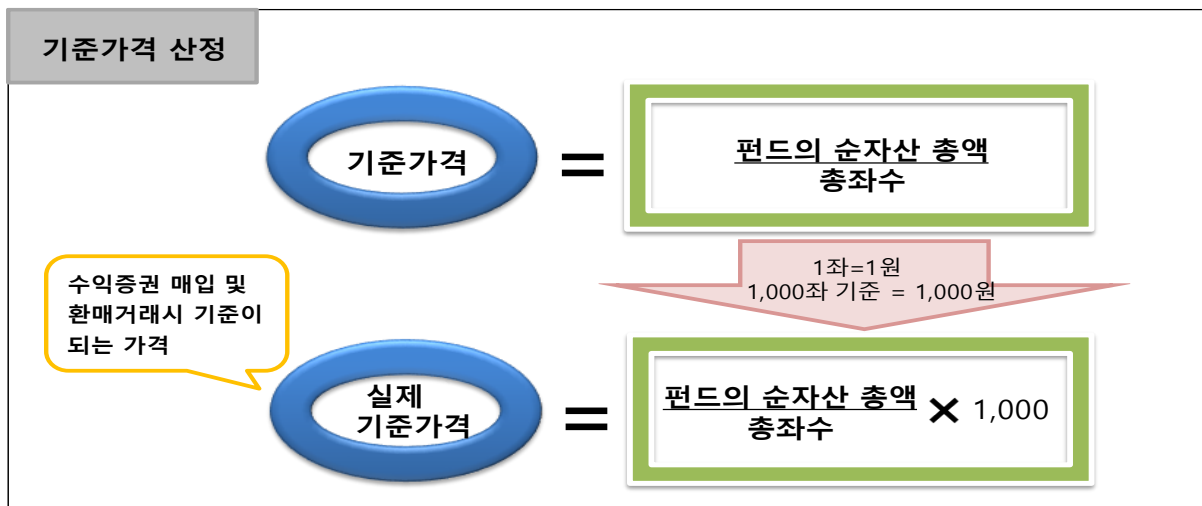 기준가격 산정
기준가격
=
펀드의 순자산 총액
총좌수
1좌=1원
1,000좌 기준 = 1,000원
수익증권 매입 및
환매거래시 기준이
되는 가격
실제
기준가격
=
펀드의 순자산 총액
총좌수
× 1,000